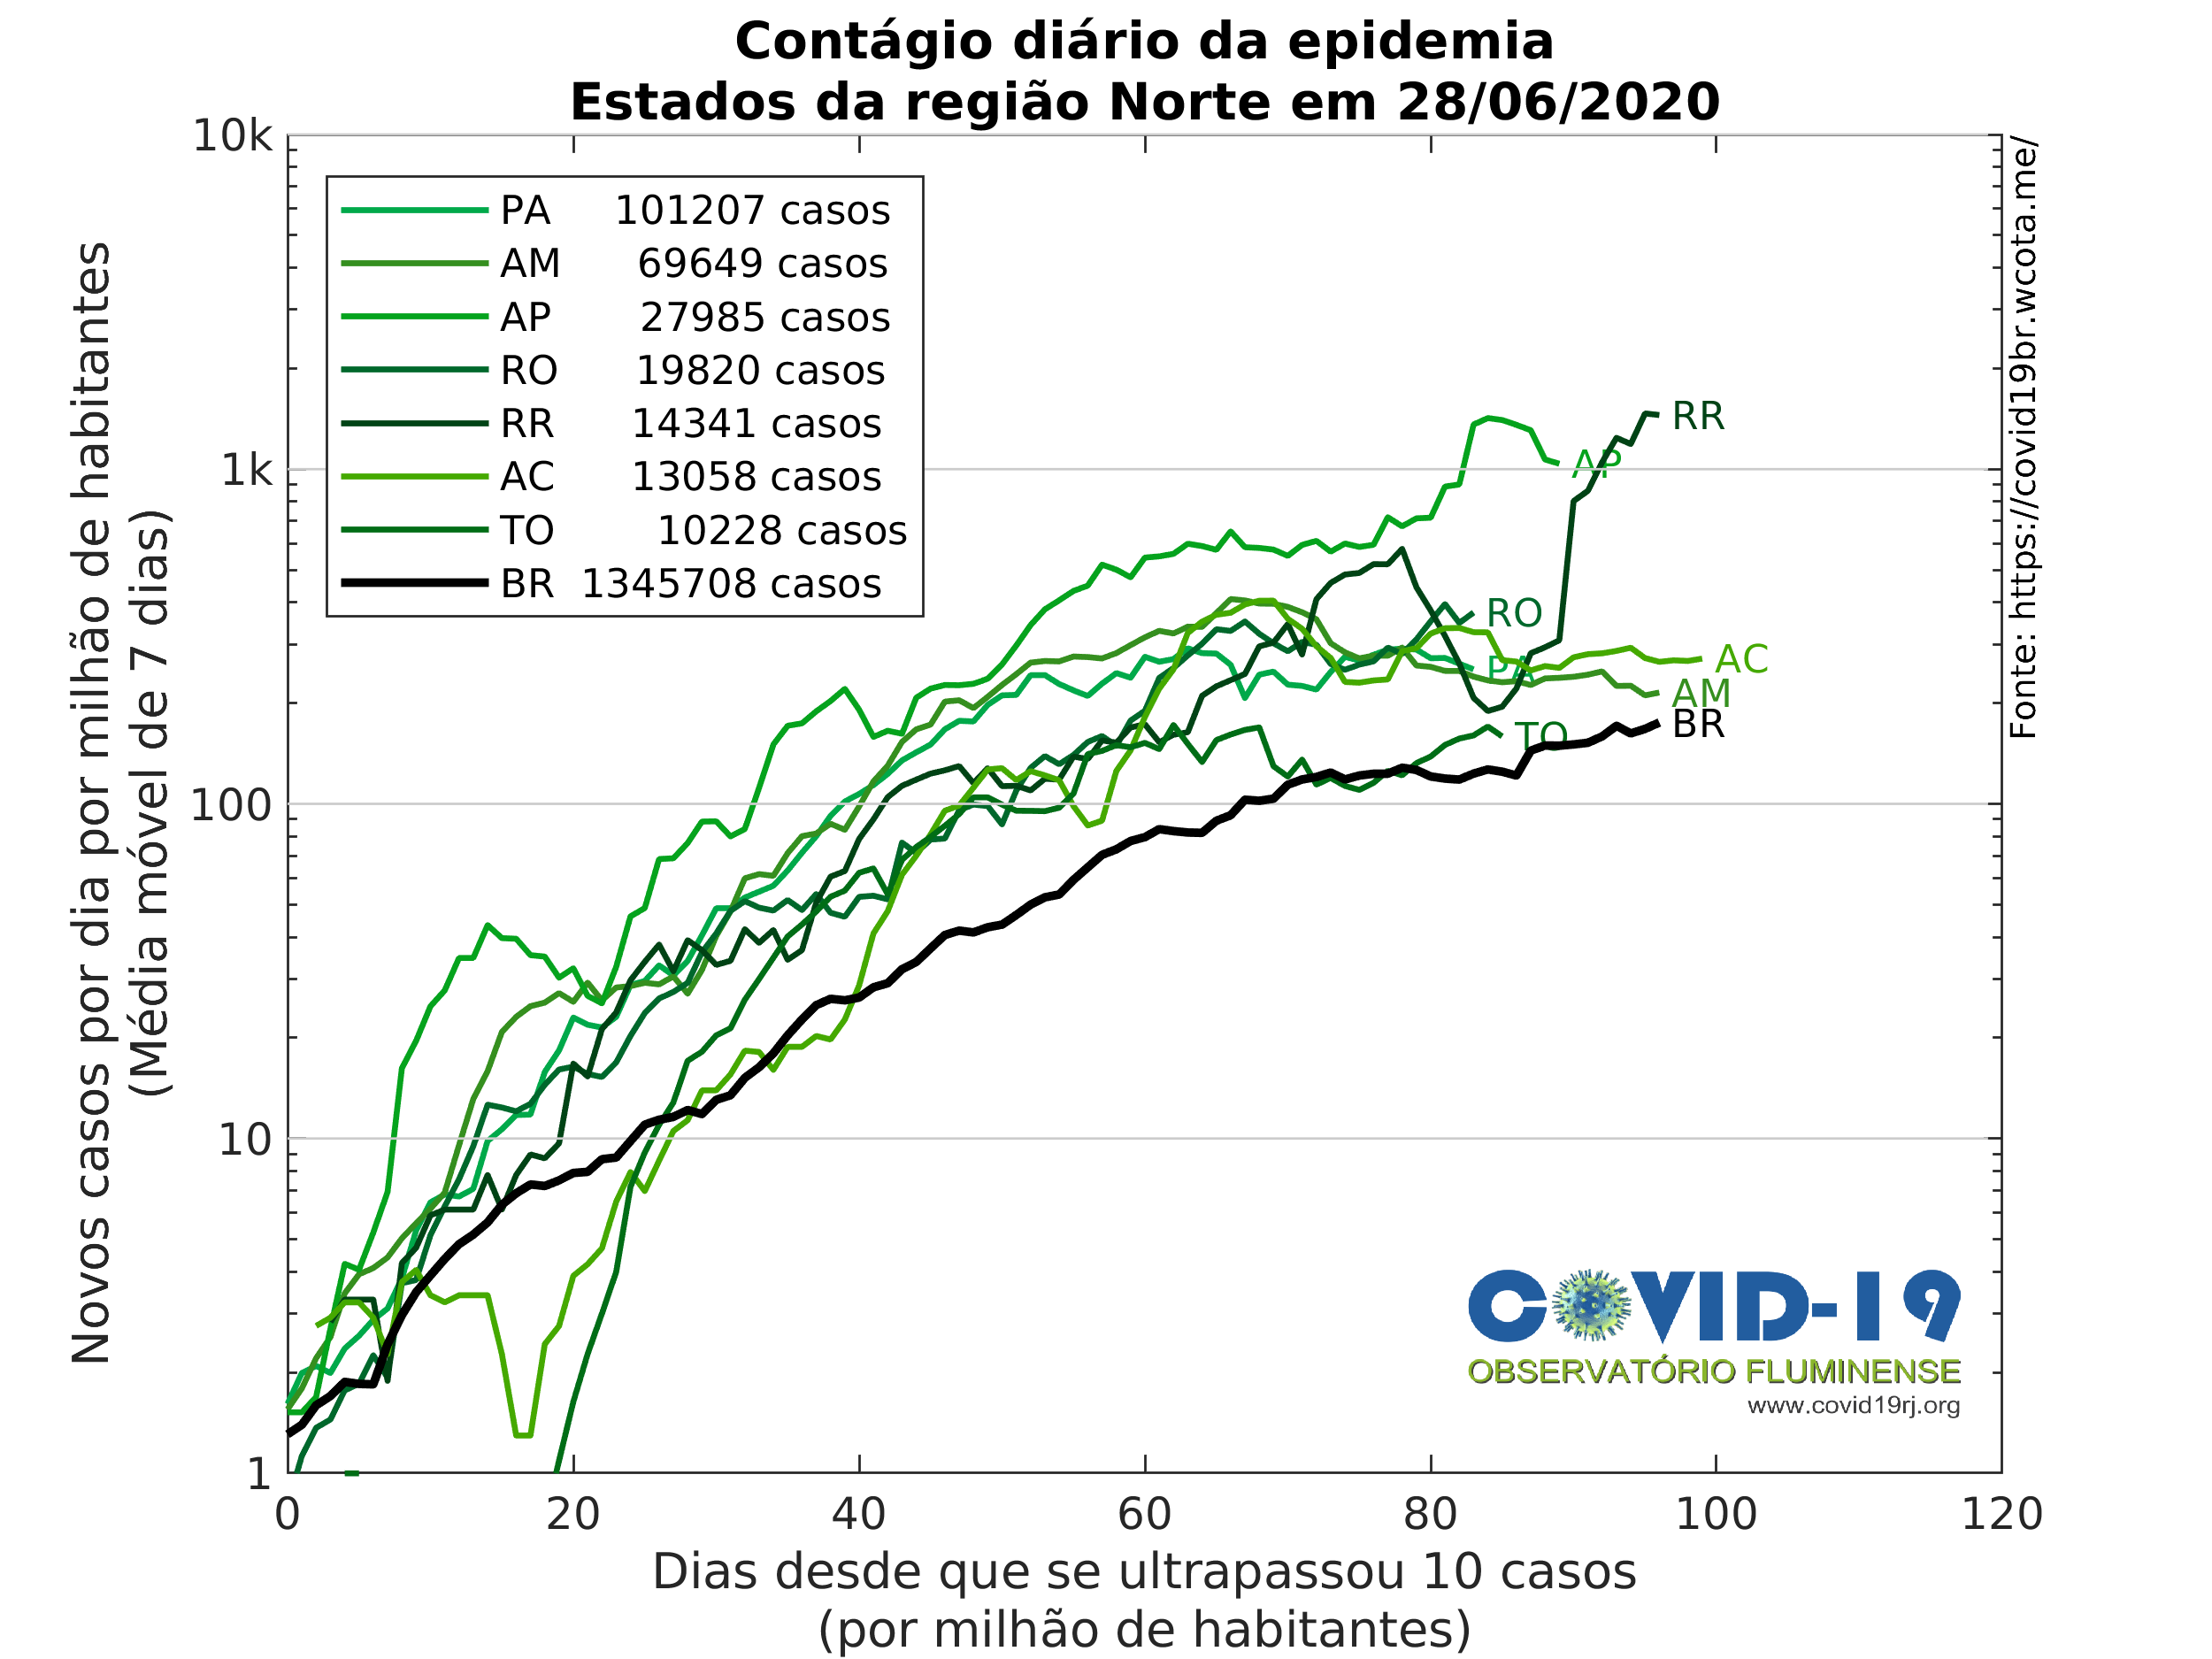 Contágio diário da epidemia
Estados da região Norte em 28/06/2020
10k
1k
100
10
1
Novos casos por dia por milhão de habitantes
(Média móvel de 7 dias)
PA 101207 casos
AM 69649 casos
AP 27985 casos
RO 19820 casos
RR 14341 casos
AC 13058 casos
TO 10228 casos
BR 1345708 casos
RR
AP
RO
PA
AC
AM
BR
TO
Fonte: https://covid19br.wcota.me/
COVID-19
OBSERVATÓRIO FLUMINENSE
www.covid19rj.org
0 20 40 60 80 100 120
Dias desde que se ultrapassou 10 casos
(por milhão de habitantes)